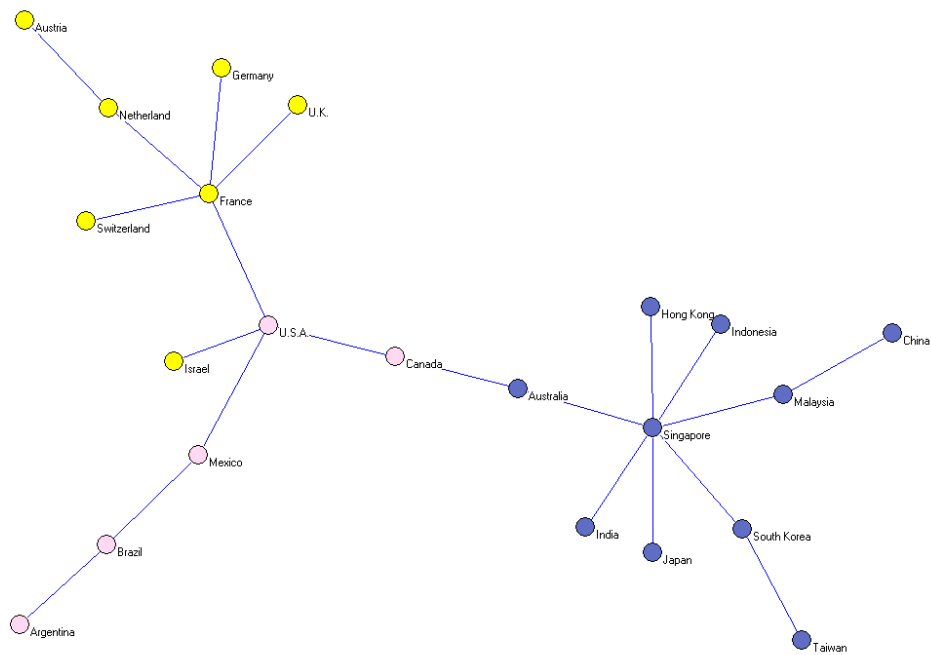 Austria
Germany
U.K.
Netherland
France
Switzerland
Hong Kong
U.S.A.
Indonesia
China
Israel
Canada
Australia
Malaysia
Singapore
Mexico
India
South Korea
Brazil
Japan
Argentina
Taiwan